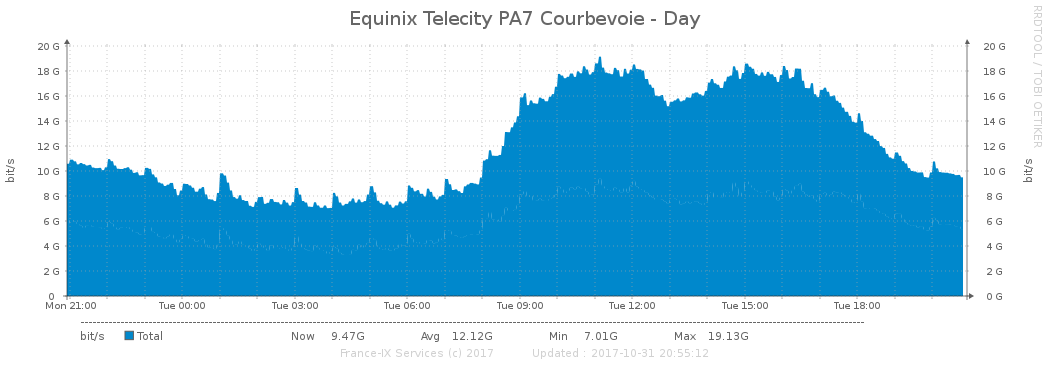 Equinix Telecity PA7 Courbevoie - Day
RRDTOOL / TOBI OETIKER
bit/s
20 G
18 G
16 G
14 G
12 G
10 G
8 G
6 G
4 G
2 G
0
20 G
18 G
16 G
14 G
12 G
10 G
8 G
6 G
4 G
2 G
0 G
bit/s
Mon 21:00 Tue 00:00 Tue 03:00 Tue 06:00 Tue 09:00 Tue 12:00 Tue 15:00 Tue 18:00
bit/s Total Now 9.47G Avg 12.12G Min 7.01G Max 19.13G
France-IX Services (c) 2017 Updated : 2017-10-31 20:55:12